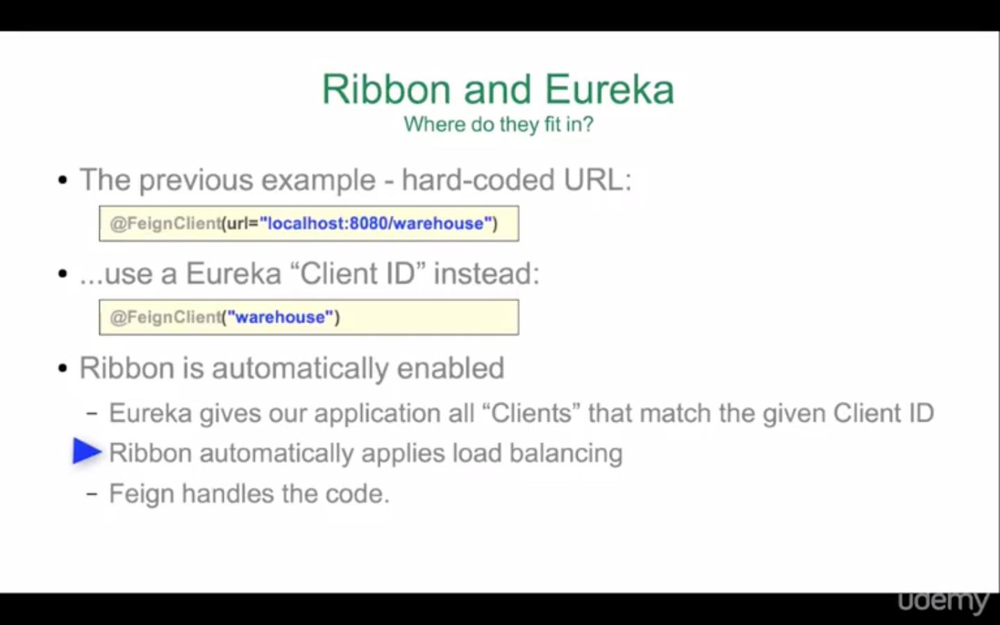 Ribbon and Eureka
Where do they fit in?
• The previous example - hard-coded URL:
@FeignClient(url="localhost:8080/warehouse")
• ...use a Eureka “Client ID” instead:
@FeignClient("warehouse")
• Ribbon is automatically enabled
– Eureka gives our application all “Clients” that match the given Client ID
Ribbon automatically applies load balancing
– Feign handles the code.
udemy